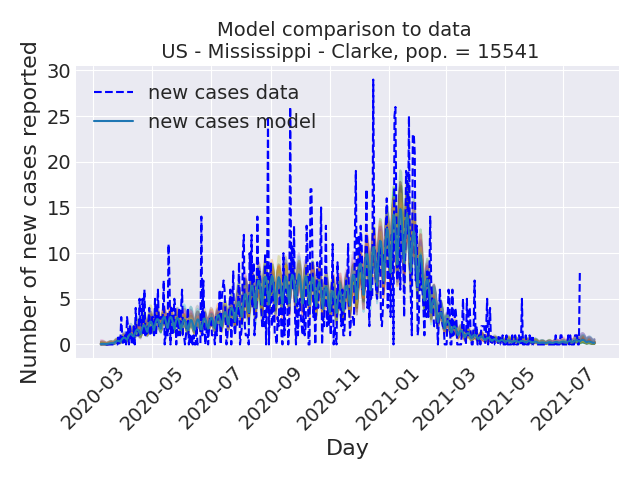 Model comparison to data
US - Mississippi - Clarke, pop. = 15541
Number of new cases reported
30
25
20
15
10
5
0
new cases data
new cases model
2020-03
2020-05
2020-07
2020-09
2020-11
2021-01
2021-03
2021-05
2021-07
Day